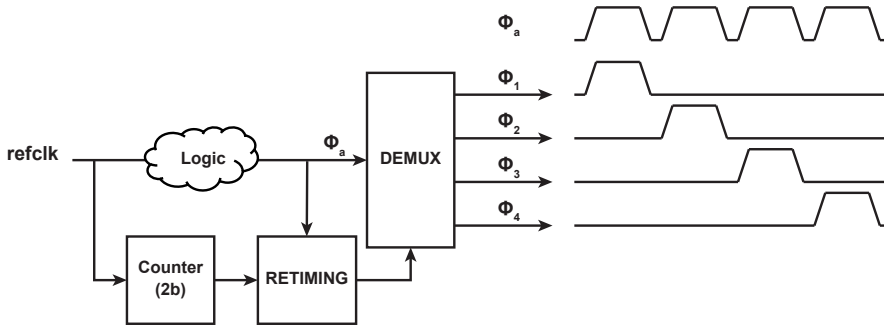 Φa
Φ1
Φ2
Φ3
Φ4
refclk
Logic
Φa
DEMUX
Counter
(2b)
RETIMING